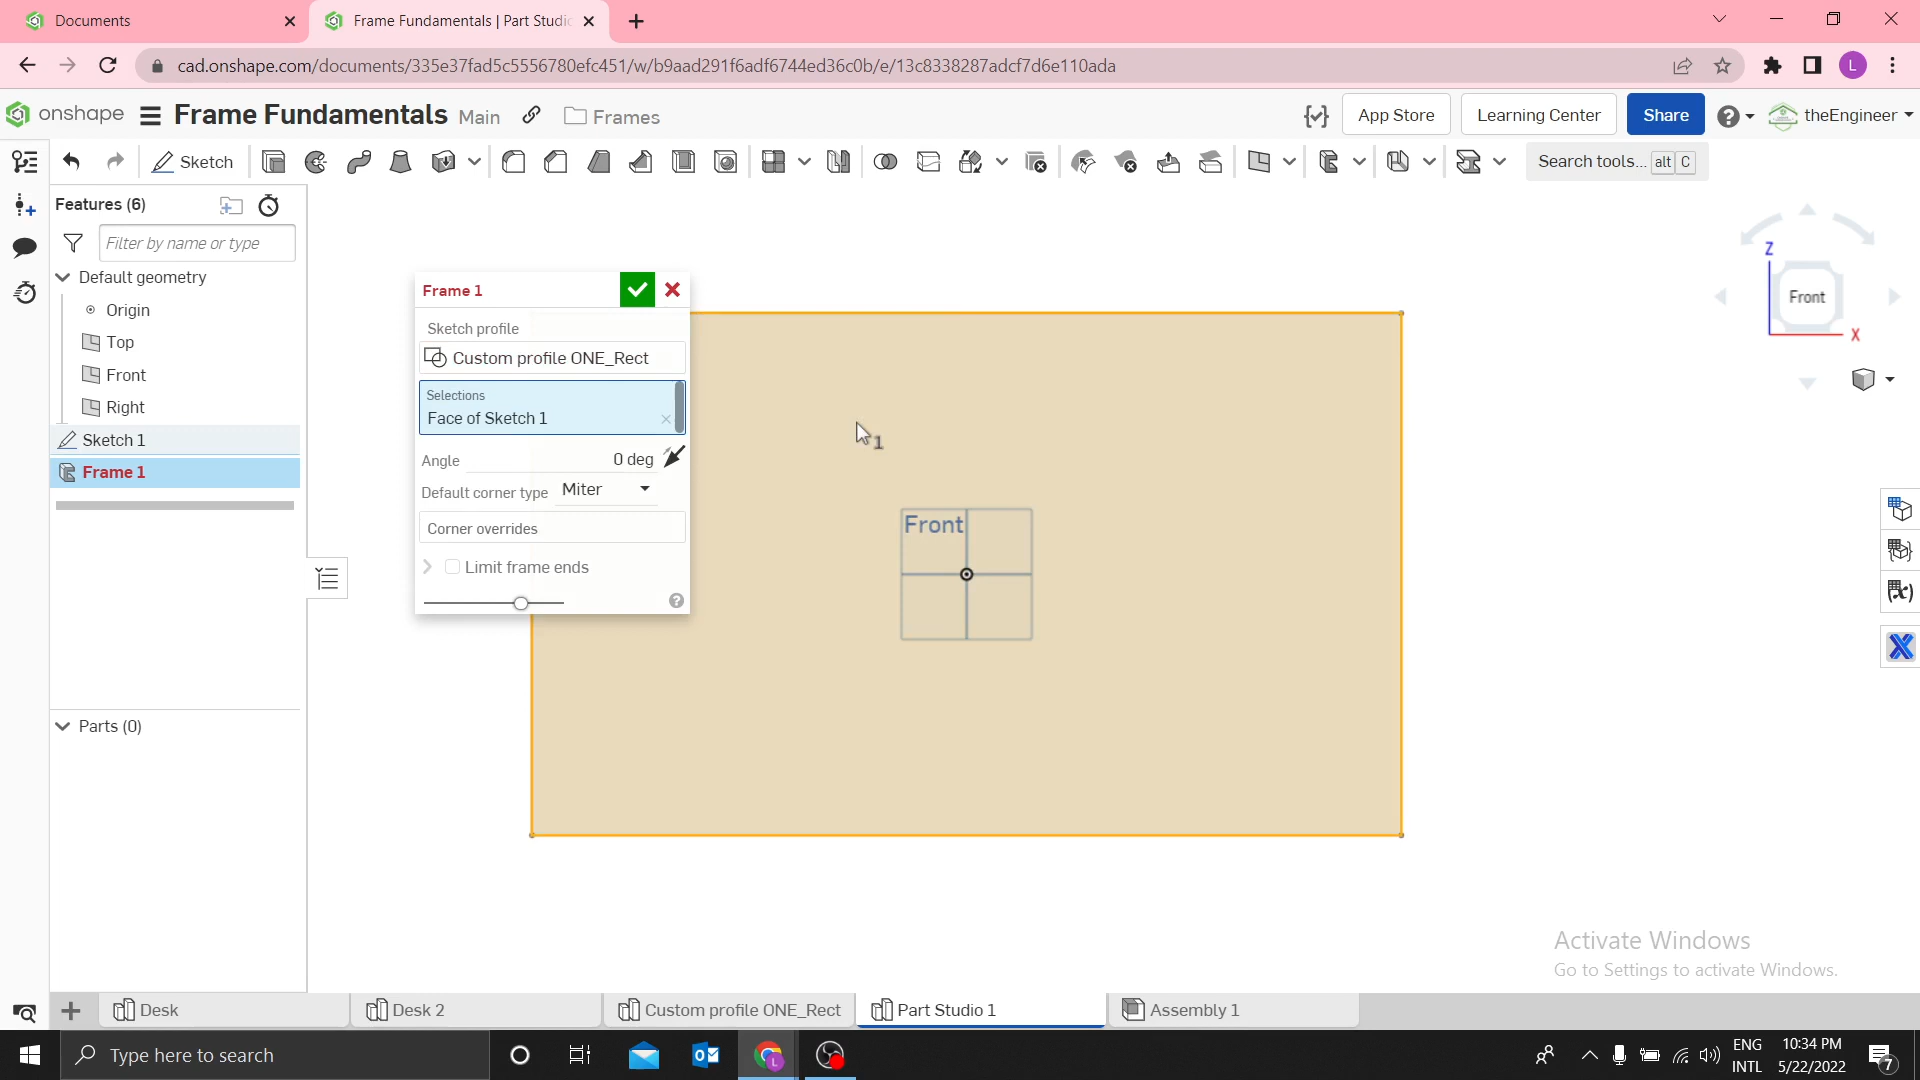 Documents
Frame Fundamentals | Part Studio
cad.onshape.com/documents/335e37fad5c5556780efc451/w/b9aad291f6adf6744ed36c0b/e/13c8338287adcf7d6e110ada
L
onshape Frame Fundamentals Main Frames
App Store Learning Center Share theEngineer
Sketch Search tools... alt C
Features (6)
Filter by name or type
Default geometry
Origin
Top
Front
Right
Sketch 1
Frame 1
Parts (0)
Frame 1
Sketch profile
Custom profile ONE_Rect
Selections
Face of Sketch 1
Angle 0 deg
Default corner type Miter
Corner overrides
Limit frame ends
1
Front
Z
Front
X
Activate Windows
Go to Settings to activate Windows.
Desk Desk 2 Custom profile ONE_Rect Part Studio 1 Assembly 1
Type here to search
L
ENG
INTL
10:34 PM
5/22/2022
7